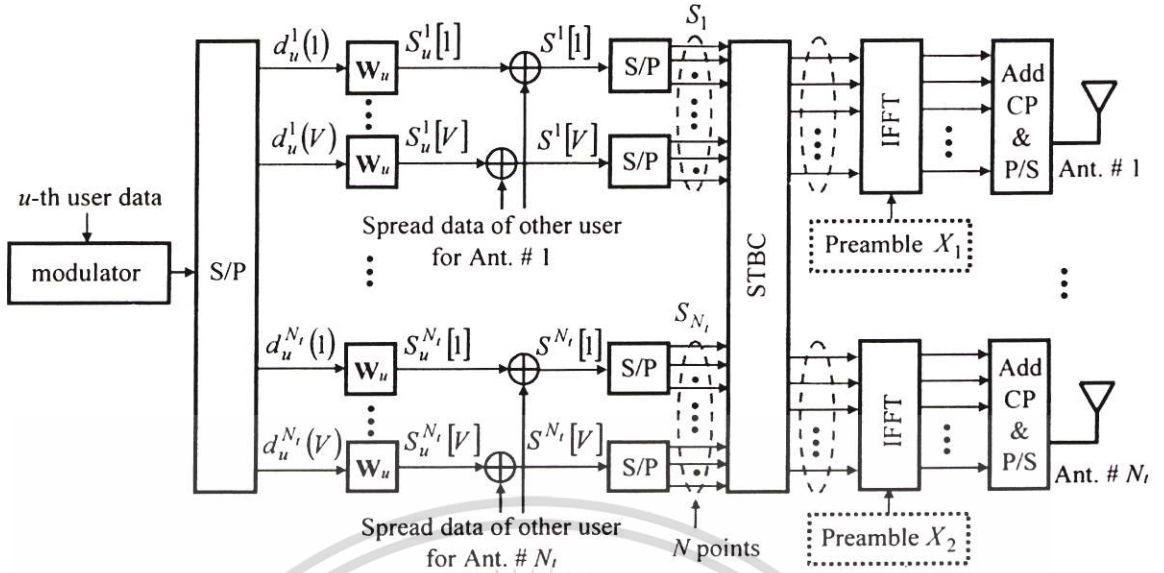 S_1
d_u^1(1)
W_u
S_u^1[1]
S^1[1]
S/P
d_u^1(V)
W_u
S_u^1[V]
S^1[V]
S/P
u-th user data
modulator
S/P
Spread data of other user
for Ant. # 1
STBC
IFFT
Add
CP
&
P/S
Ant. # 1
Preamble X_1
S_{N_t}
d_u^{N_t}(1)
W_u
S_u^{N_t}[1]
S^{N_t}[1]
S/P
d_u^{N_t}(V)
W_u
S_u^{N_t}[V]
S^{N_t}[V]
S/P
IFFT
Add
CP
&
P/S
Ant. # N_t
Spread data of other user
for Ant. # N_t
N points
Preamble X_2